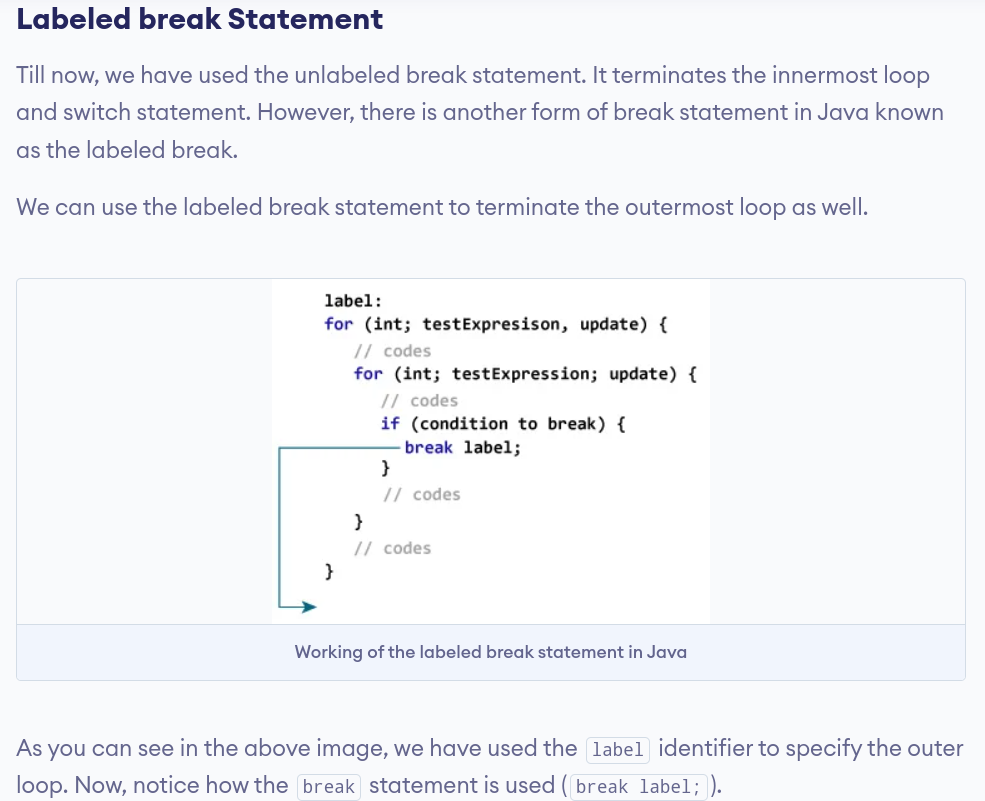 Labeled break Statement
Till now, we have used the unlabeled break statement. It terminates the innermost loop
and switch statement. However, there is another form of break statement in Java known
as the labeled break.
We can use the labeled break statement to terminate the outermost loop as well.
label:
for (int; testExpresison, update) {
// codes
for (int; testExpression; update) {
// codes
if (condition to break) {
break label;
}
// codes
}
// codes
}
Working of the labeled break statement in Java
As you can see in the above image, we have used the label identifier to specify the outer
loop. Now, notice how the break statement is used (break label;).